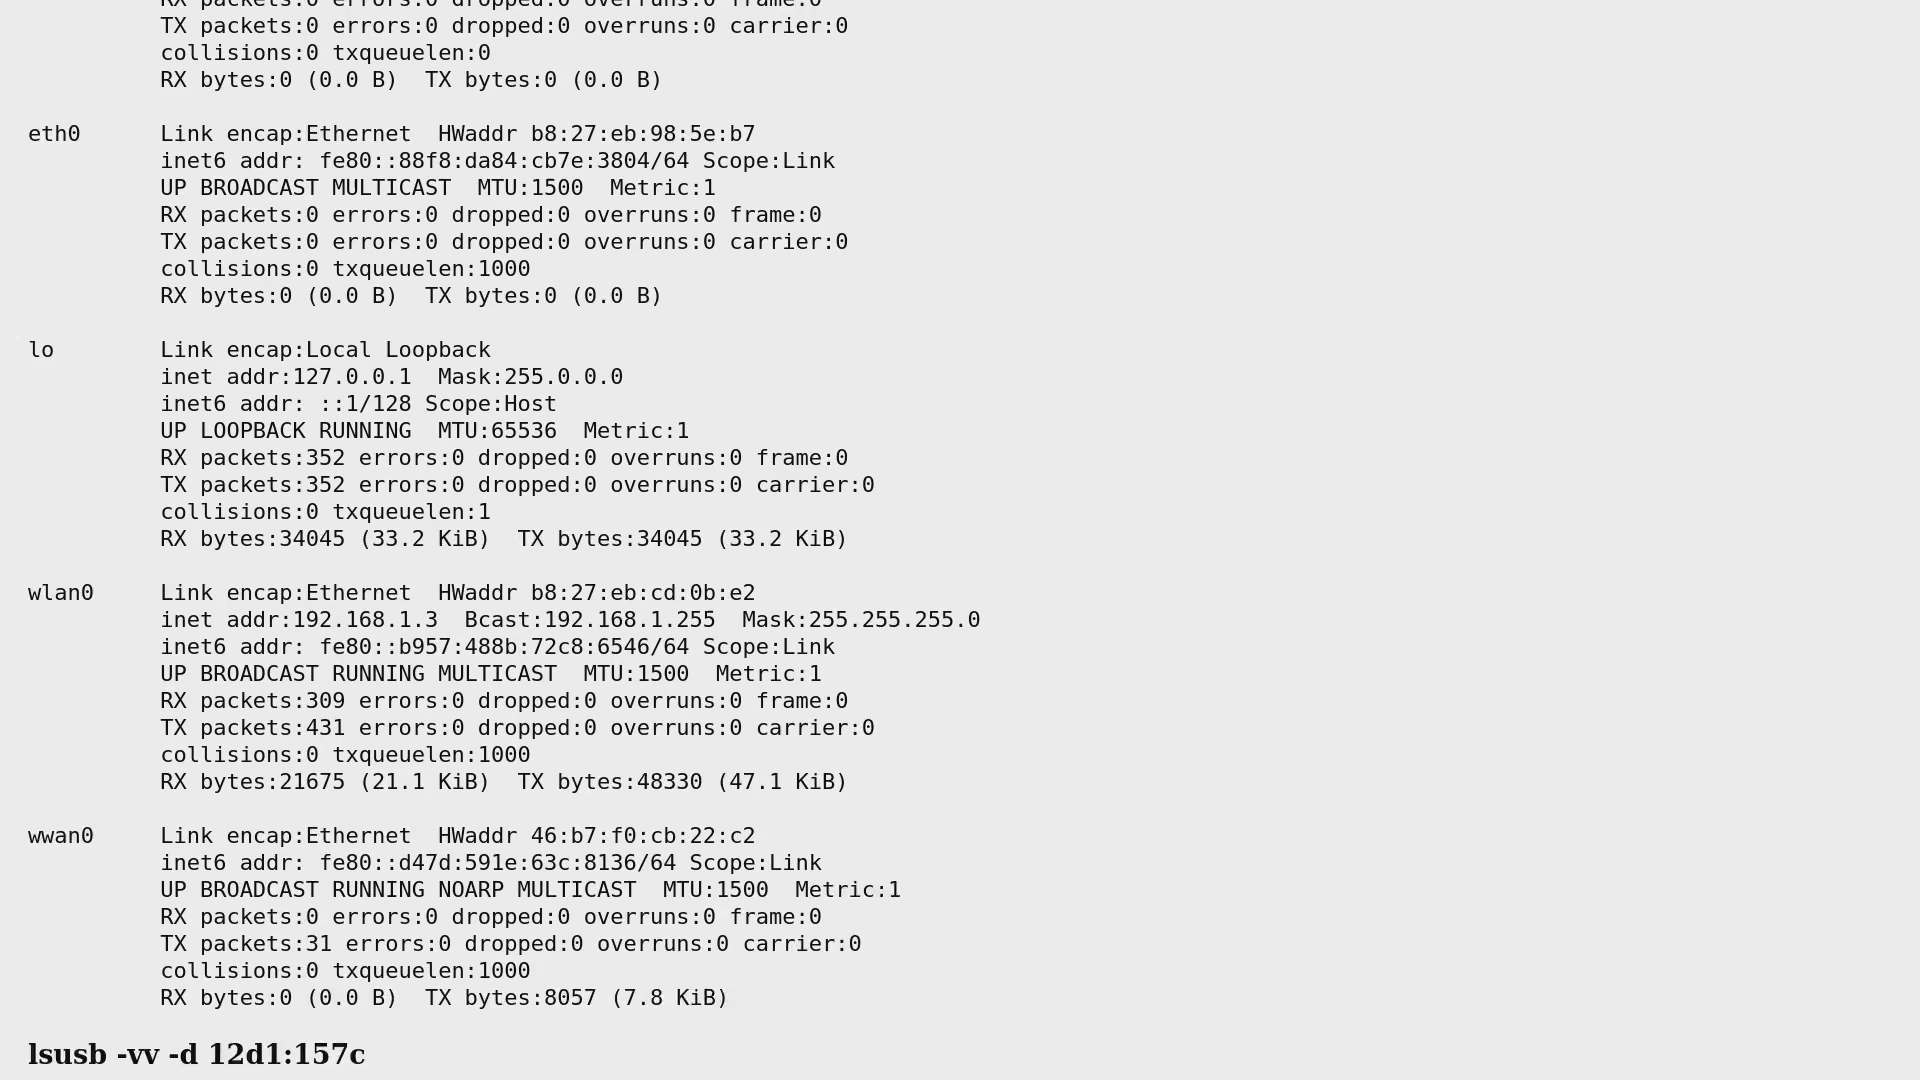 RX packets:0 errors:0 dropped:0 overruns:0 frame:0
TX packets:0 errors:0 dropped:0 overruns:0 carrier:0
collisions:0 txqueuelen:0
RX bytes:0 (0.0 B)  TX bytes:0 (0.0 B)
eth0      Link encap:Ethernet  HWaddr b8:27:eb:98:5e:b7
inet6 addr: fe80::88f8:da84:cb7e:3804/64 Scope:Link
UP BROADCAST MULTICAST  MTU:1500  Metric:1
RX packets:0 errors:0 dropped:0 overruns:0 frame:0
TX packets:0 errors:0 dropped:0 overruns:0 carrier:0
collisions:0 txqueuelen:1000
RX bytes:0 (0.0 B)  TX bytes:0 (0.0 B)
lo        Link encap:Local Loopback
inet addr:127.0.0.1  Mask:255.0.0.0
inet6 addr: ::1/128 Scope:Host
UP LOOPBACK RUNNING  MTU:65536  Metric:1
RX packets:352 errors:0 dropped:0 overruns:0 frame:0
TX packets:352 errors:0 dropped:0 overruns:0 carrier:0
collisions:0 txqueuelen:1
RX bytes:34045 (33.2 KiB)  TX bytes:34045 (33.2 KiB)
wlan0     Link encap:Ethernet  HWaddr b8:27:eb:cd:0b:e2
inet addr:192.168.1.3  Bcast:192.168.1.255  Mask:255.255.255.0
inet6 addr: fe80::b957:488b:72c8:6546/64 Scope:Link
UP BROADCAST RUNNING MULTICAST  MTU:1500  Metric:1
RX packets:309 errors:0 dropped:0 overruns:0 frame:0
TX packets:431 errors:0 dropped:0 overruns:0 carrier:0
collisions:0 txqueuelen:1000
RX bytes:21675 (21.1 KiB)  TX bytes:48330 (47.1 KiB)
wwan0     Link encap:Ethernet  HWaddr 46:b7:f0:cb:22:c2
inet6 addr: fe80::d47d:591e:63c:8136/64 Scope:Link
UP BROADCAST RUNNING NOARP MULTICAST  MTU:1500  Metric:1
RX packets:0 errors:0 dropped:0 overruns:0 frame:0
TX packets:31 errors:0 dropped:0 overruns:0 carrier:0
collisions:0 txqueuelen:1000
RX bytes:0 (0.0 B)  TX bytes:8057 (7.8 KiB)
lsusb -vv -d 12d1:157c